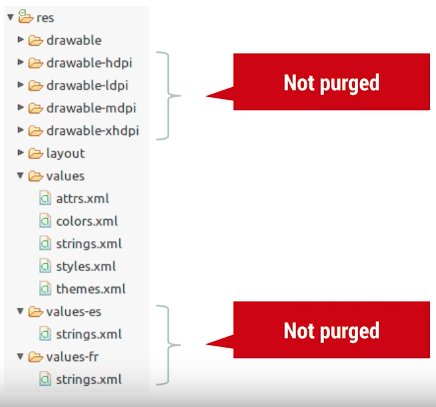 res
drawable
drawable-hdpi
drawable-ldpi
drawable-mdpi
drawable-xhdpi
layout
values
attrs.xml
colors.xml
strings.xml
styles.xml
themes.xml
values-es
strings.xml
values-fr
strings.xml
Not purged
Not purged